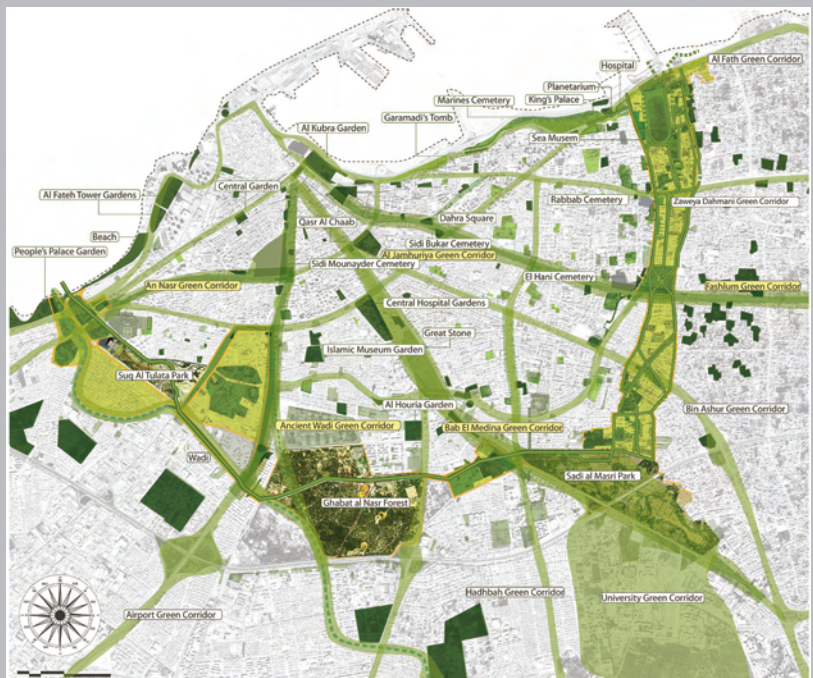 Al Fath Green Corridor
Hospital
Planetarium
King's Palace
Marines Cemetery
Garamadi's Tomb
Al Kubra Garden
Sea Musem
Central Garden
Al Fateh Tower Gardens
Rabbab Cemetery
Zaweya Dahmani Green Corridor
Qasr Al Chaab
Dahra Square
Beach
Sidi Bukar Cemetery
People's Palace Garden
Al Jamhuriya Green Corridor
Sidi Mounayder Cemetery
El Hani Cemetery
An Nasr Green Corridor
Fashlum Green Corridor
Central Hospital Gardens
Great Stone
Islamic Museum Garden
Suq Al Tulata Park
Al Houria Garden
Bin Ashur Green Corridor
Ancient Wadi Green Corridor
Bab El Medina Green Corridor
Wadi
Sadi al Masri Park
Ghabat al Nasr Forest
Hadhbah Green Corridor
University Green Corridor
Airport Green Corridor